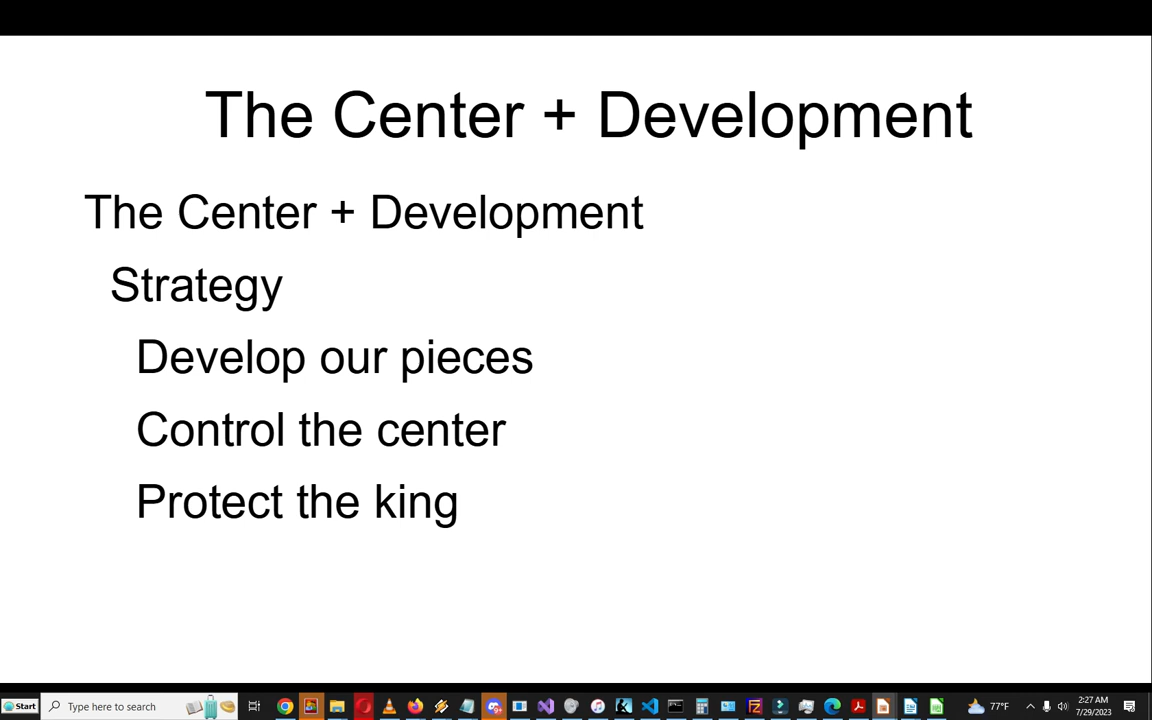 The Center + Development
The Center + Development
Strategy
Develop our pieces
Control the center
Protect the king
Start
Type here to search
77°F
2:27 AM
7/29/2023